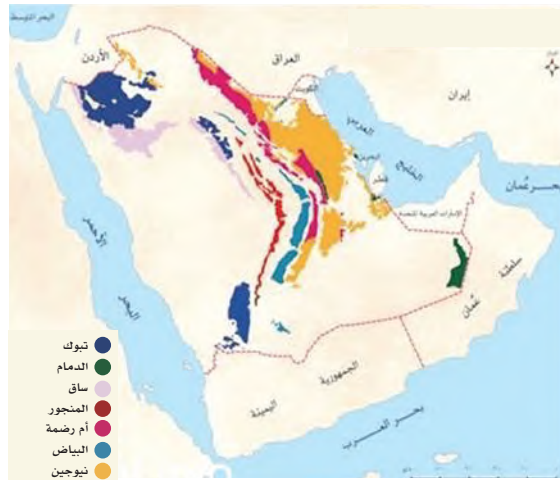 البحر المتوسط
العراق
الأردن
إيران
الكويت
الخليج
العربي
البحرين
قطر
بحر عُمان
الإمارات العربية المتحدة
سلطنة
عُمان
البحر
الأحمر
الجمهورية
اليمنية
بحر العرب
تبوك
الدمام
ساق
المنجور
أم رضمة
البياض
نيوجين